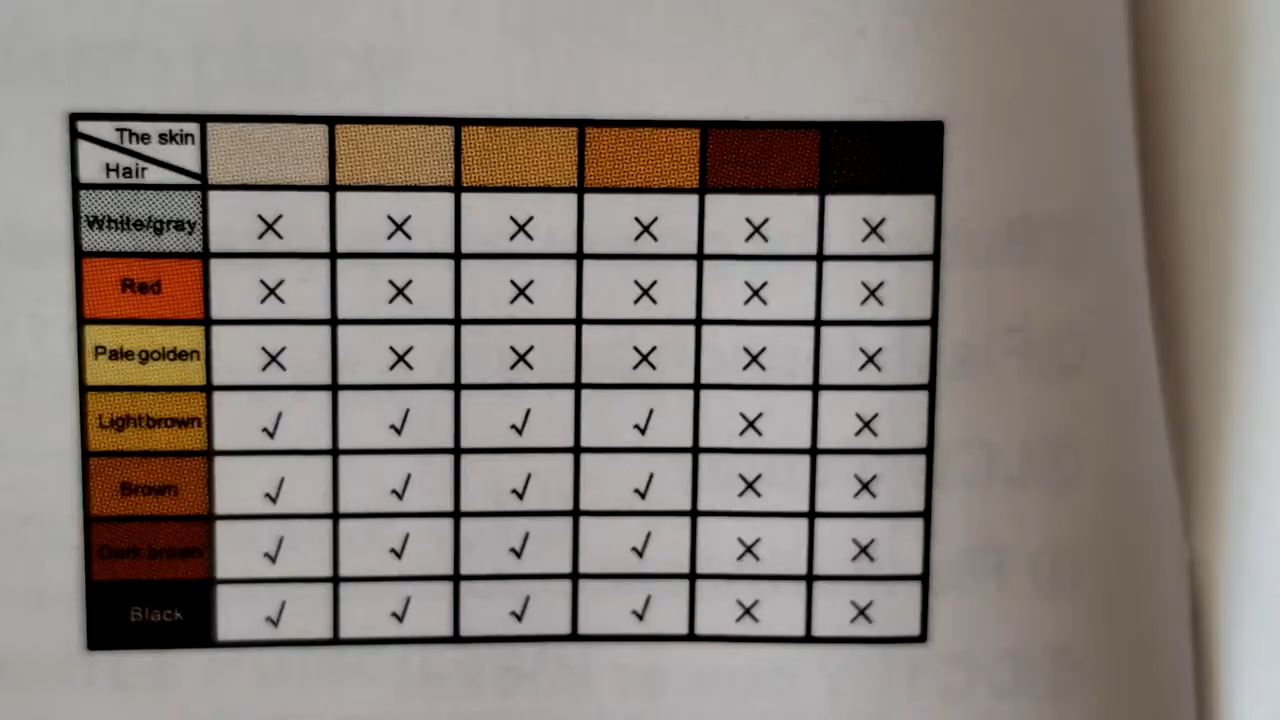 The skin
Hair
White/gray × × × × × ×
Red × × × × × ×
Pale golden × × × × × ×
Light brown √ √ √ √ × ×
Brown √ √ √ √ × ×
Dark brown √ √ √ √ × ×
Black √ √ √ √ × ×